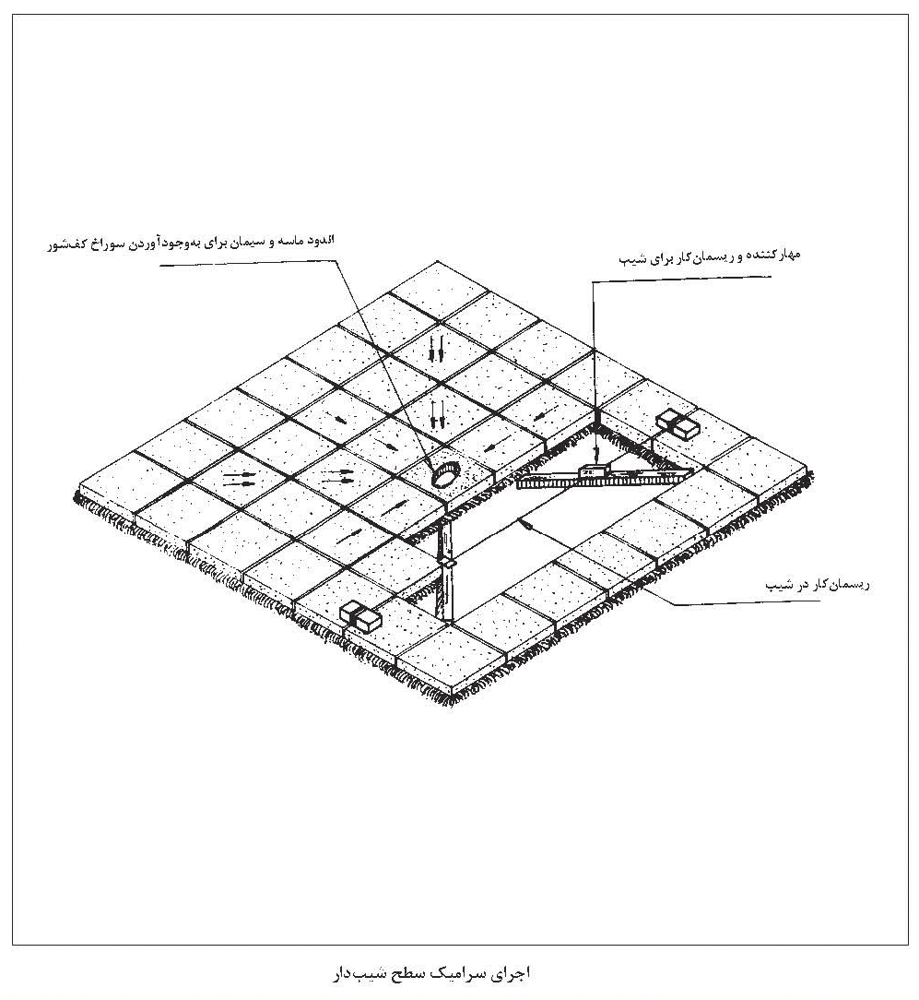 اندود ماسه و سیمان برای به‌وجودآوردن سوراخ کف‌شور
مهارکننده و ریسمان‌کار برای شیب
ریسمان‌کار در شیب
اجرای سرامیک سطح شیب‌دار